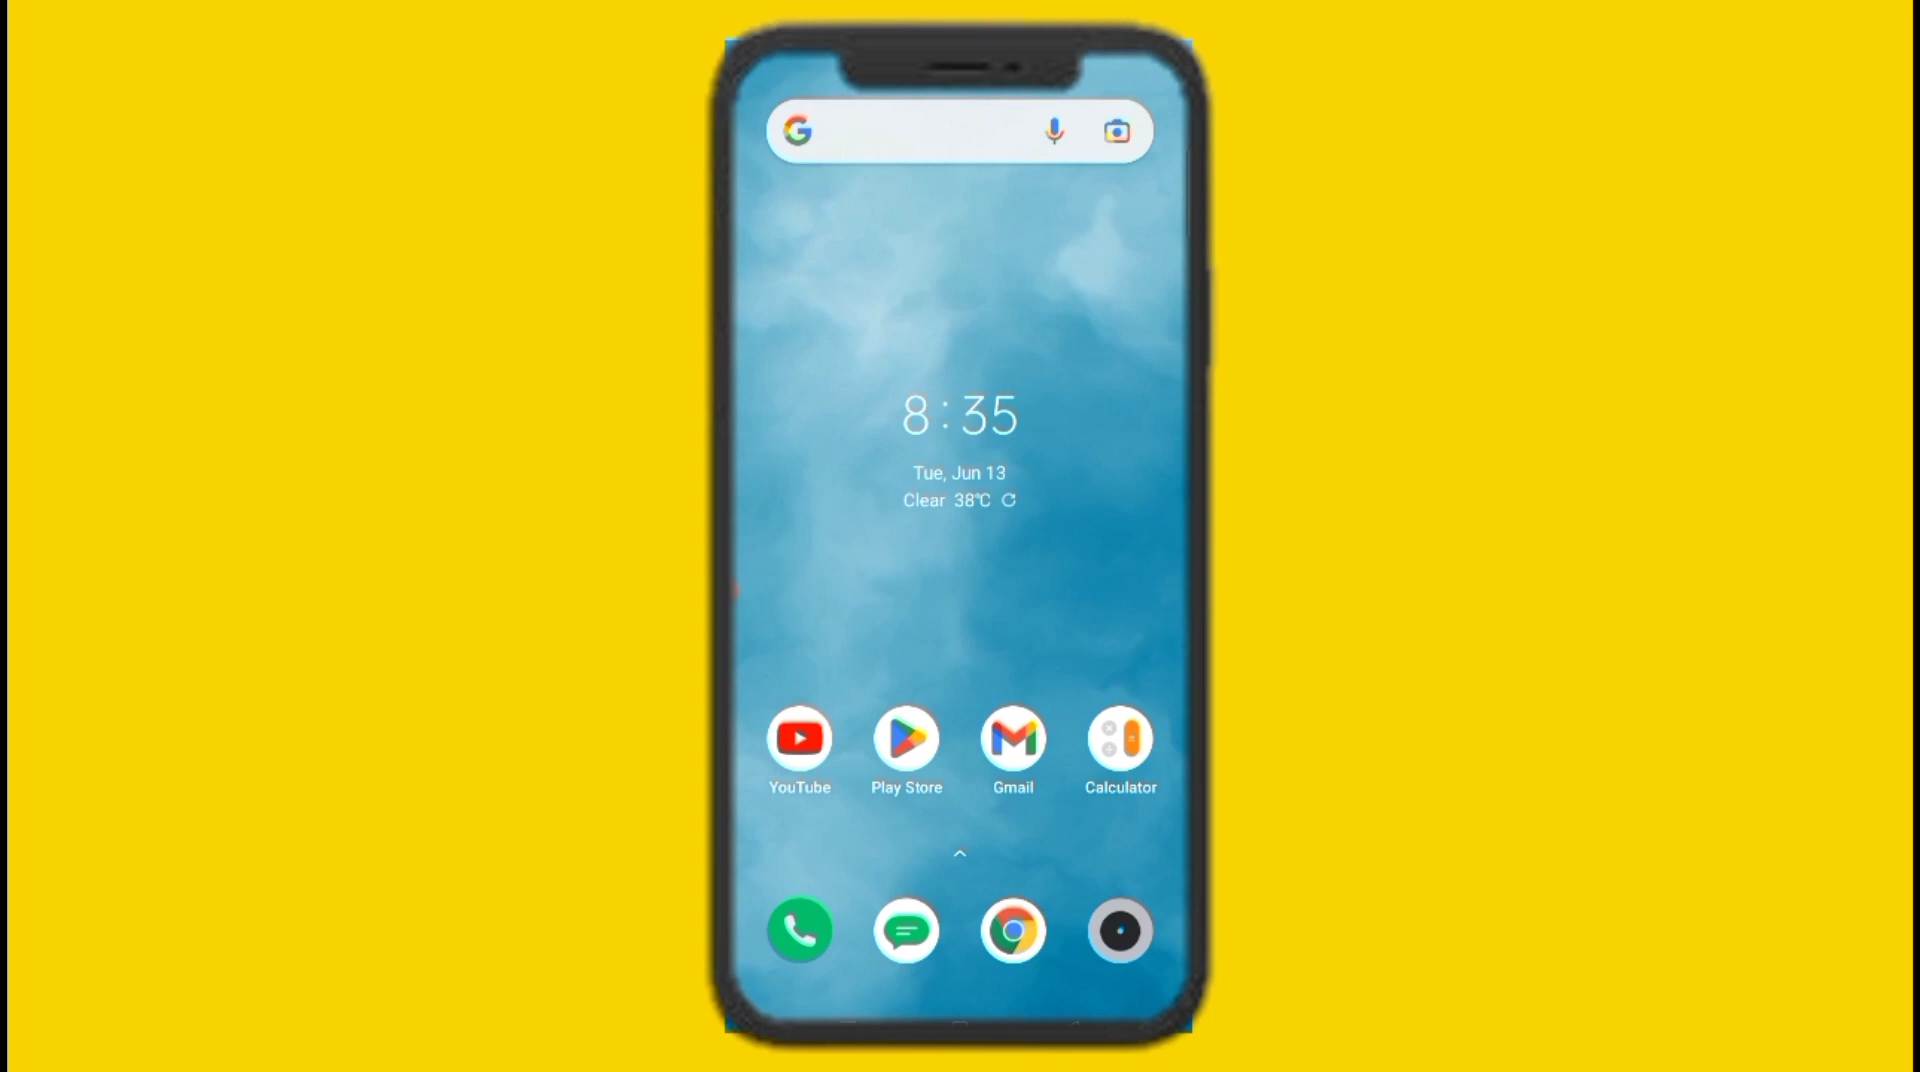 8:35
Tue, Jun 13
Clear 38°C
YouTube
Play Store
Gmail
Calculator